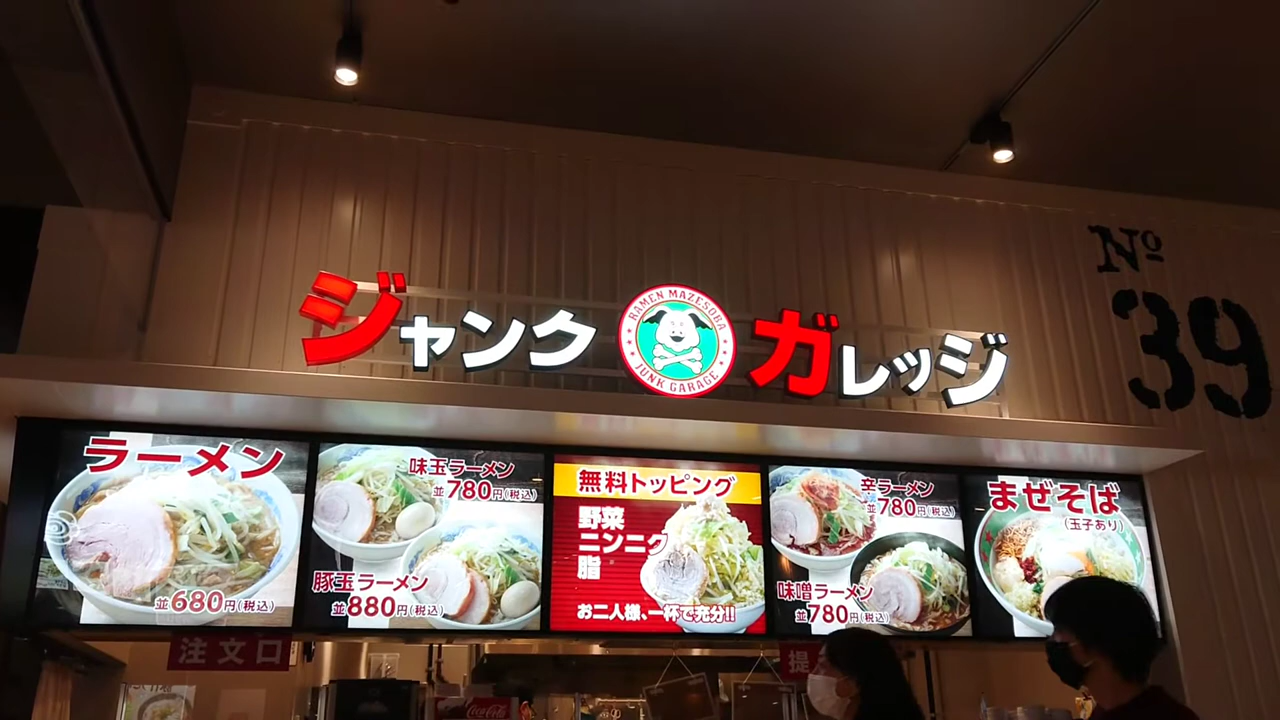 ジャンク ガレッジ
RAMEN MAZESOBA
JUNK GARAGE
Nº
39
ラーメン
並680円(税込)
味玉ラーメン
並780円(税込)
豚玉ラーメン
並880円(税込)
無料トッピング
野菜
ニンニク
脂
お二人様、一杯で充分!!
辛ラーメン
並780円(税込)
味噌ラーメン
並780円(税込)
まぜそば
(玉子あり)
注文口
提
Coca-Cola